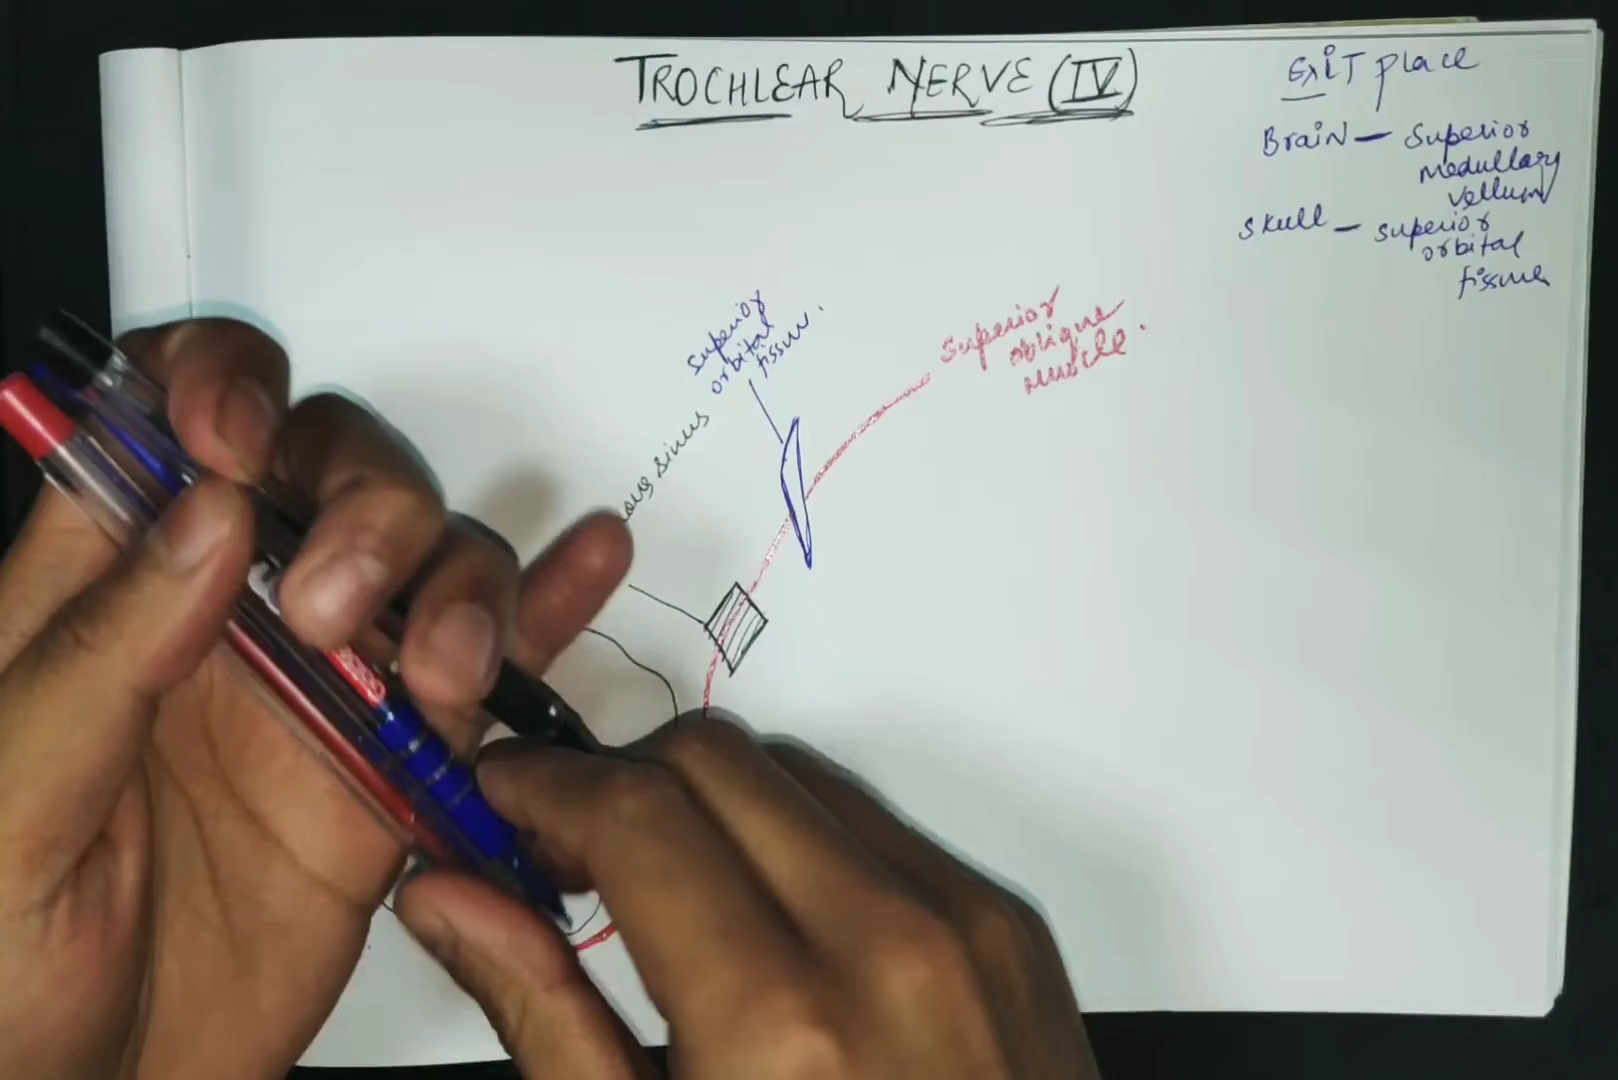 TROCHLEAR NERVE (IV)
Exit place
Brain - Superior
medullary
vellum
Skull - superior
orbital
fissure
superior
orbital
fissur.
sinus
Superior
oblique
muscle.